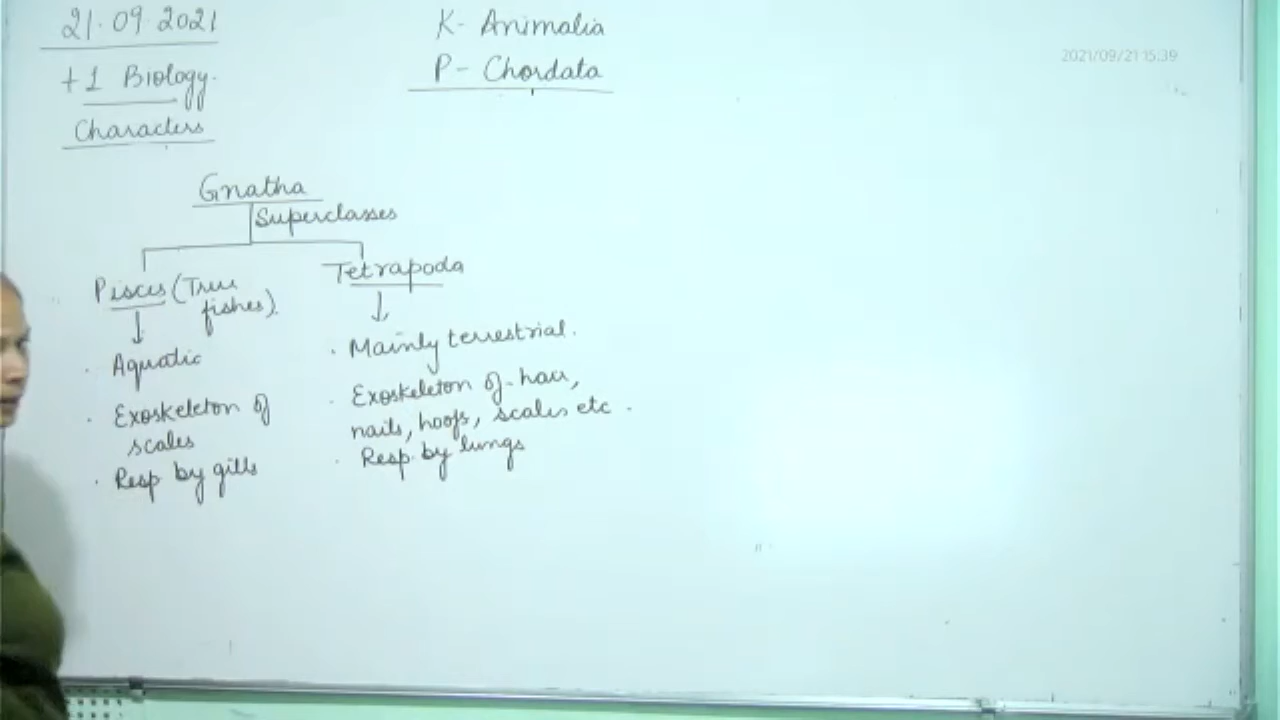 21.09.2021
+1 Biology.
Characters
K- Animalia
P- Chordata
2021/09/21 15:39
Gnatha
Superclasses
Pisces (True
fishes).
Tetrapoda
. Aquatic
. Exoskeleton of
scales
. Resp by gills
. Mainly terrestrial.
. Exoskeleton of hair,
nails, hoofs, scales etc.
. Resp. by lungs